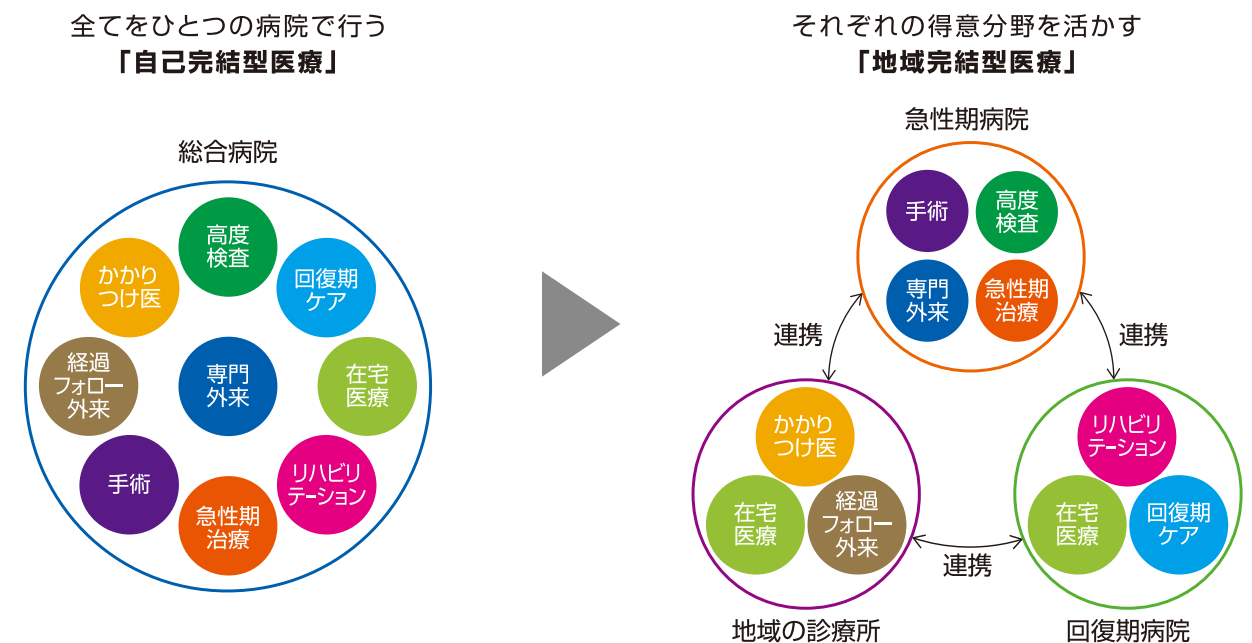 全てをひとつの病院で行う
「自己完結型医療」
総合病院
高度
検査
かかり
つけ医
回復期
ケア
経過
フォロー
外来
専門
外来
在宅
医療
手術
リハビリ
テーション
急性期
治療
それぞれの得意分野を活かす
「地域完結型医療」
急性期病院
手術
高度
検査
専門
外来
急性期
治療
連携
連携
かかり
つけ医
在宅
医療
経過
フォロー
外来
リハビリ
テーション
在宅
医療
回復期
ケア
連携
地域の診療所
回復期病院